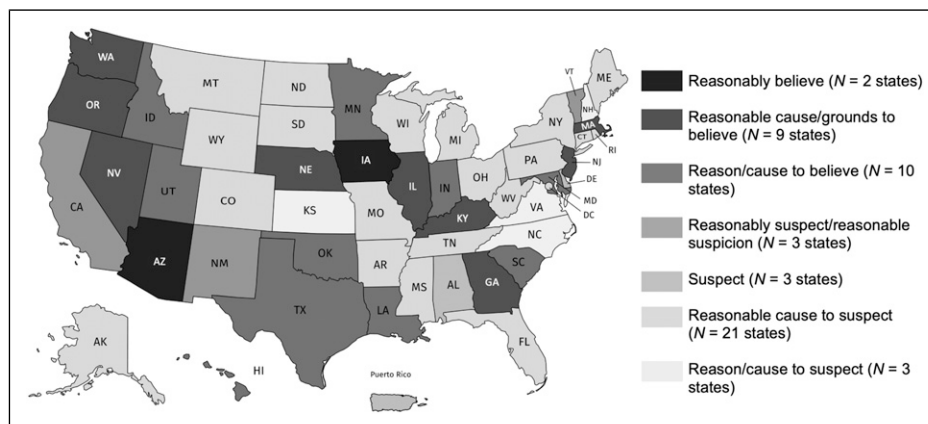 WA
OR
ID
MT
ND
MN
WI
MI
NY
VT
NH
ME
MA
CT
RI
SD
WY
NV
UT
CA
NE
IA
IL
IN
OH
PA
NJ
DE
MD
DC
CO
KS
MO
KY
WV
VA
NC
TN
AZ
NM
OK
AR
MS
AL
GA
SC
TX
LA
FL
AK
HI
Puerto Rico
Reasonably believe (N = 2 states)
Reasonable cause/grounds to
believe (N = 9 states)
Reason/cause to believe (N = 10
states)
Reasonably suspect/reasonable
suspicion (N = 3 states)
Suspect (N = 3 states)
Reasonable cause to suspect
(N = 21 states)
Reason/cause to suspect (N = 3
states)